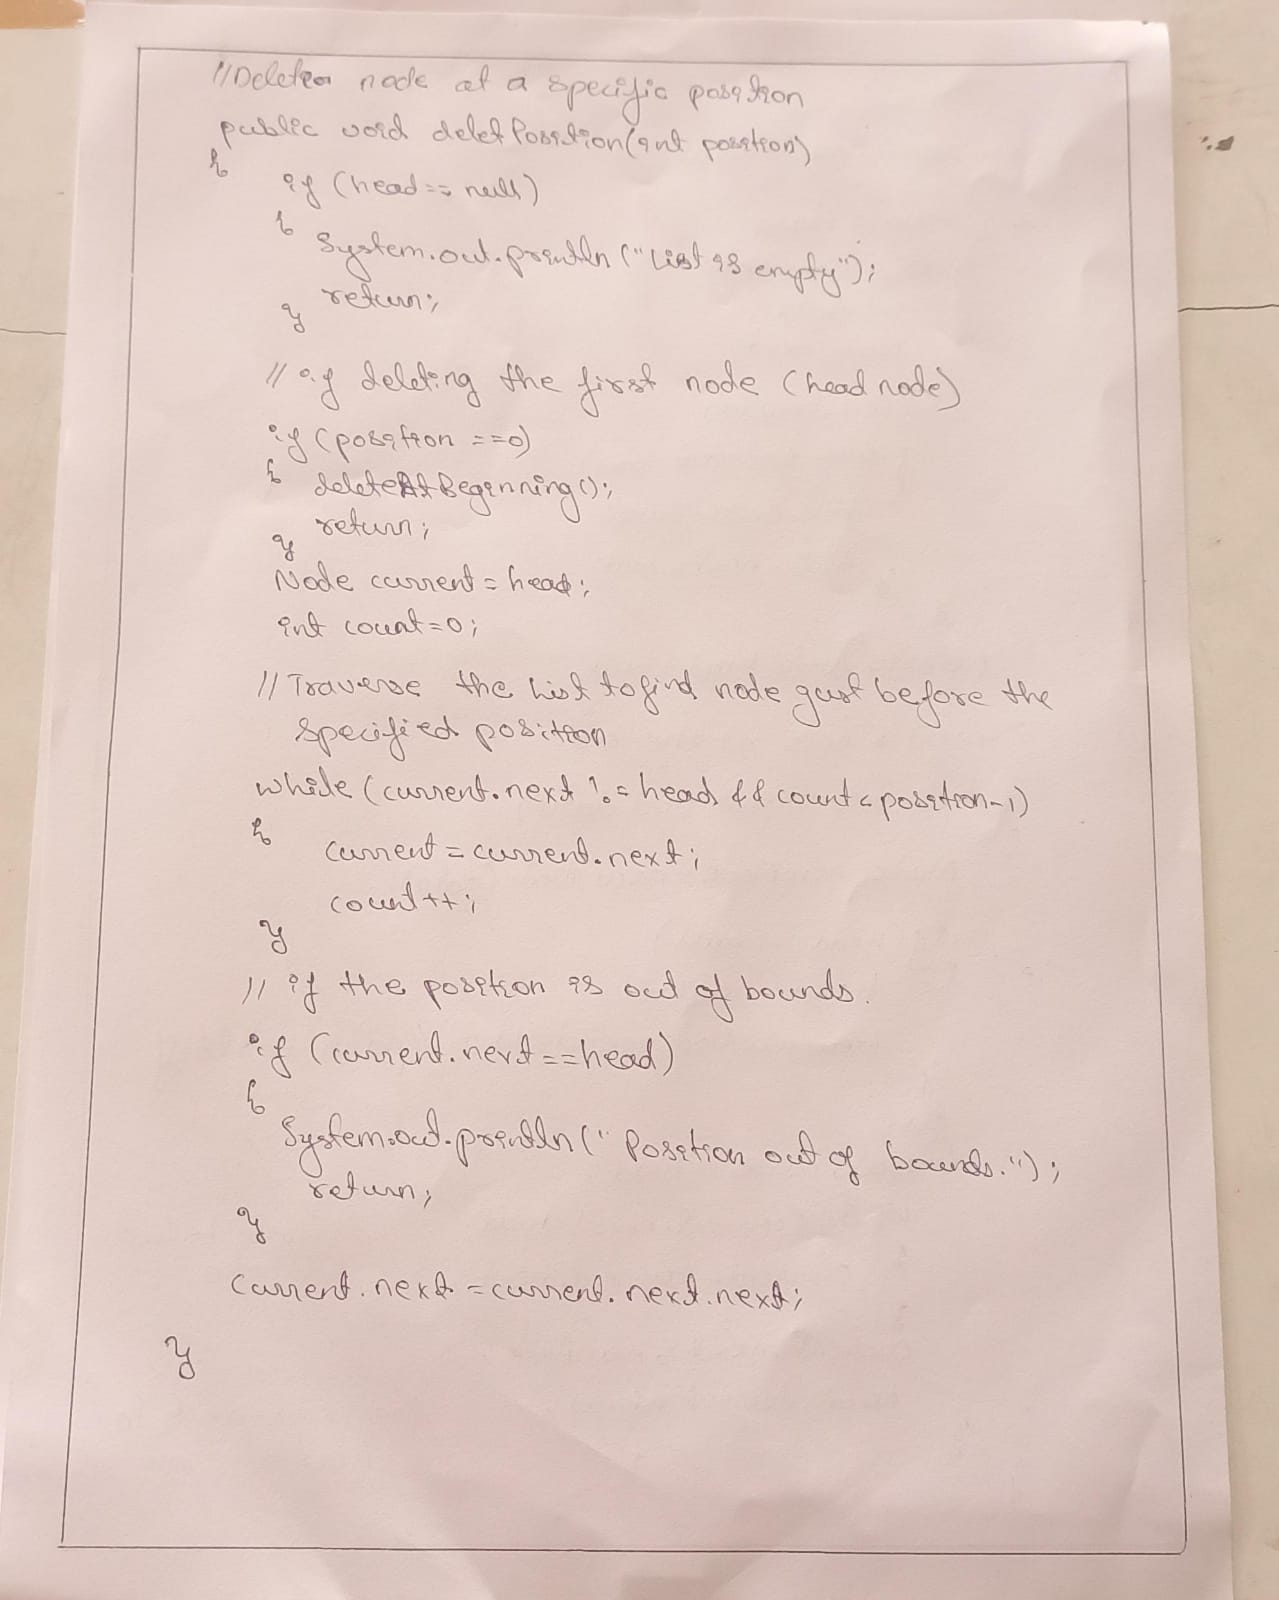 //Delete a node at a specific position
public void deletPosition(int position)
{
if (head == null)
{
System.out.println ("List is empty");
return;
}
// if deleting the first node (head node)
if (position ==0)
{
deleteAtBeginning();
return;
}
Node current = head;
int count=0;
// Traverse the list to find node just before the
specified position
while (current.next != head && count < position-1)
{
current = current.next;
count++;
}
// if the position is out of bounds.
if (current.next == head)
{
System.out.println ("Position out of bounds.");
return;
}
current.next = current.next.next;
}